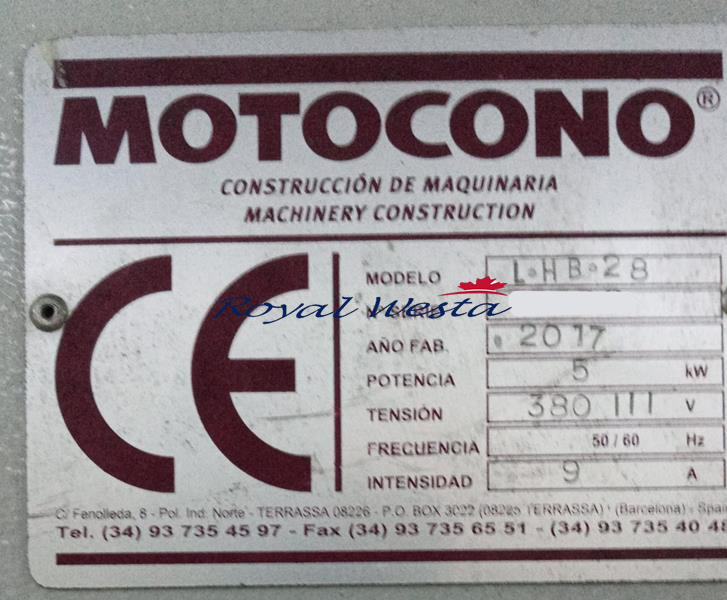 MOTOCONO®
CONSTRUCCIÓN DE MAQUINARIA
MACHINERY CONSTRUCTION
CE
MODELO L·HB·28
Royal Westa
AÑO FAB. 2017
POTENCIA 5 kW
TENSIÓN 380 III V
FRECUENCIA 50 / 60 Hz
INTENSIDAD 9 A
C/ Fenolleda, 8 - Pol. Ind. Norte - TERRASSA 08226 - P.O. BOX 3022 (08225 TERRASSA) (Barcelona) - Spai
Tel. (34) 93 735 45 97 - Fax (34) 93 735 65 51 - (34) 93 735 40 48